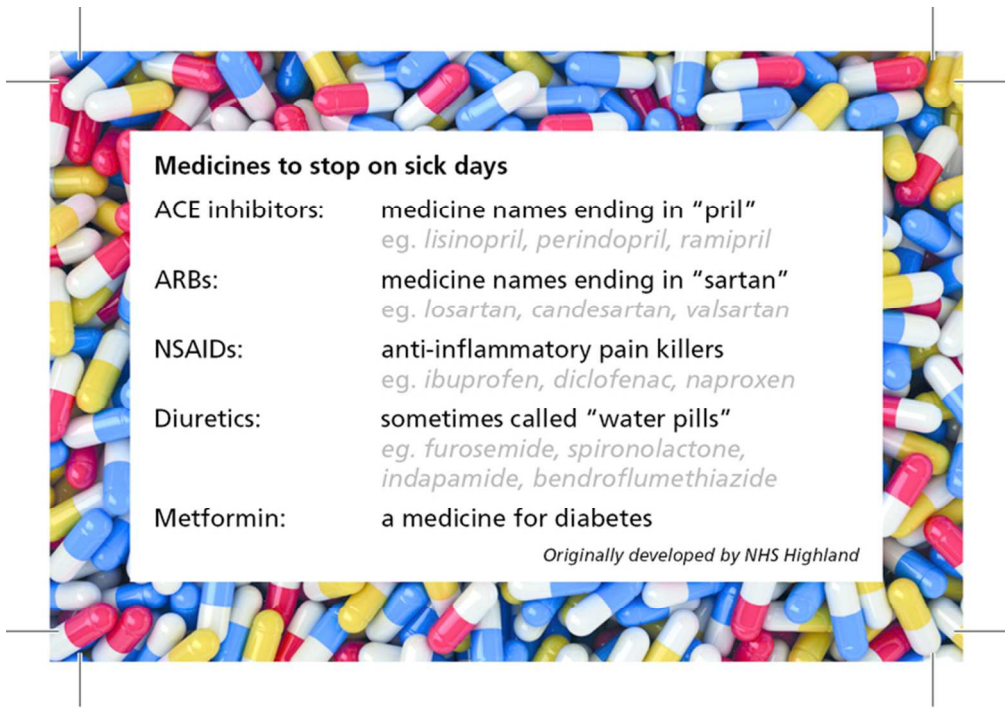 Medicines to stop on sick days
ACE inhibitors: medicine names ending in “pril”
eg. lisinopril, perindopril, ramipril
ARBs: medicine names ending in “sartan”
eg. losartan, candesartan, valsartan
NSAIDs: anti-inflammatory pain killers
eg. ibuprofen, diclofenac, naproxen
Diuretics: sometimes called “water pills”
eg. furosemide, spironolactone,
indapamide, bendroflumethiazide
Metformin: a medicine for diabetes
Originally developed by NHS Highland